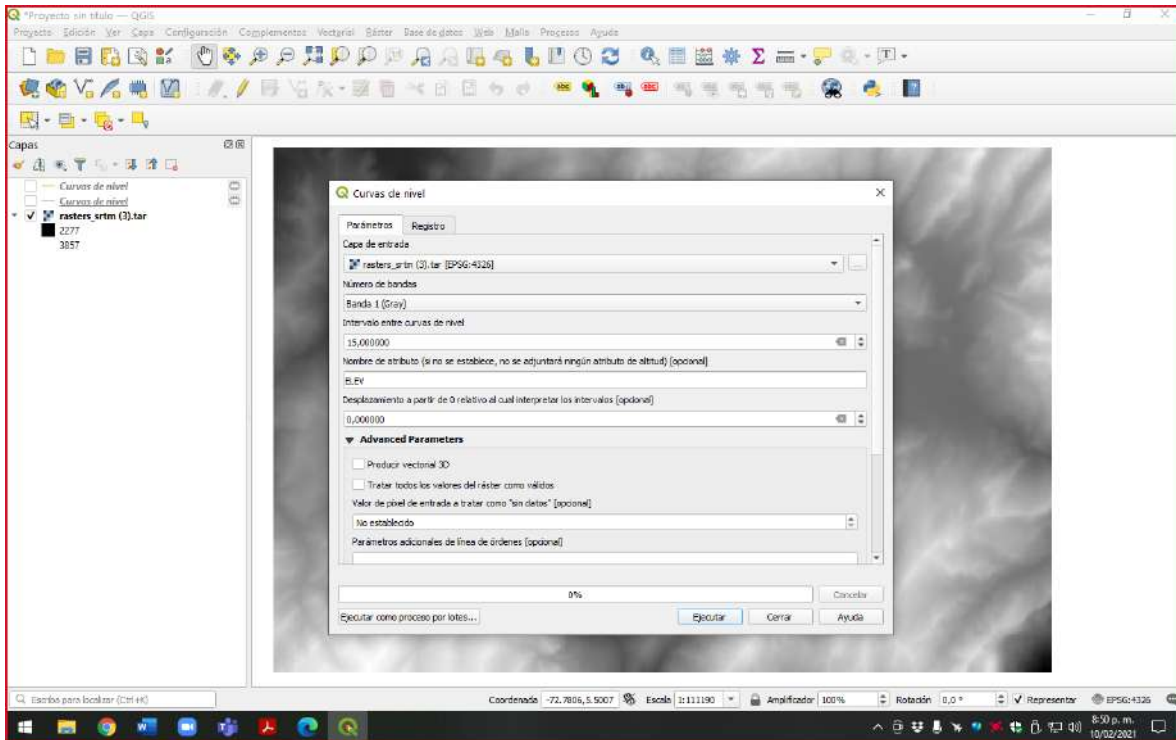 *Proyecto sin título — QGIS
Proyecto Edición Ver Capa Configuración Complementos Vectorial Ráster Base de datos Web Malla Procesos Ayuda
Capas
Curvas de nivel
Curvas de nivel
rasters_srtm (3).tar
2277
3857
Curvas de nivel
Parámetros Registro
Capa de entrada
rasters_srtm (3).tar [EPSG:4326]
Número de bandas
Banda 1 (Gray)
Intervalo entre curvas de nivel
15,000000
Nombre de atributo (si no se establece, no se adjuntará ningún atributo de altitud) [opcional]
ELEV
Desplazamiento a partir de 0 relativo al cual interpretar los intervalos [opcional]
0,000000
Advanced Parameters
Producir vectorial 3D
Tratar todos los valores del ráster como válidos
Valor de píxel de entrada a tratar como "sin datos" [opcional]
No establecido
Parámetros adicionales de línea de órdenes [opcional]
0%
Cancelar
Ejecutar como proceso por lotes...
Ejecutar Cerrar Ayuda
Escriba para localizar (Ctrl+K)
Coordenada -72.7806,5.5007 Escala 1:111190 Amplificador 100% Rotación 0,0 ° Representar EPSG:4326
8:50 p. m.
10/02/2021